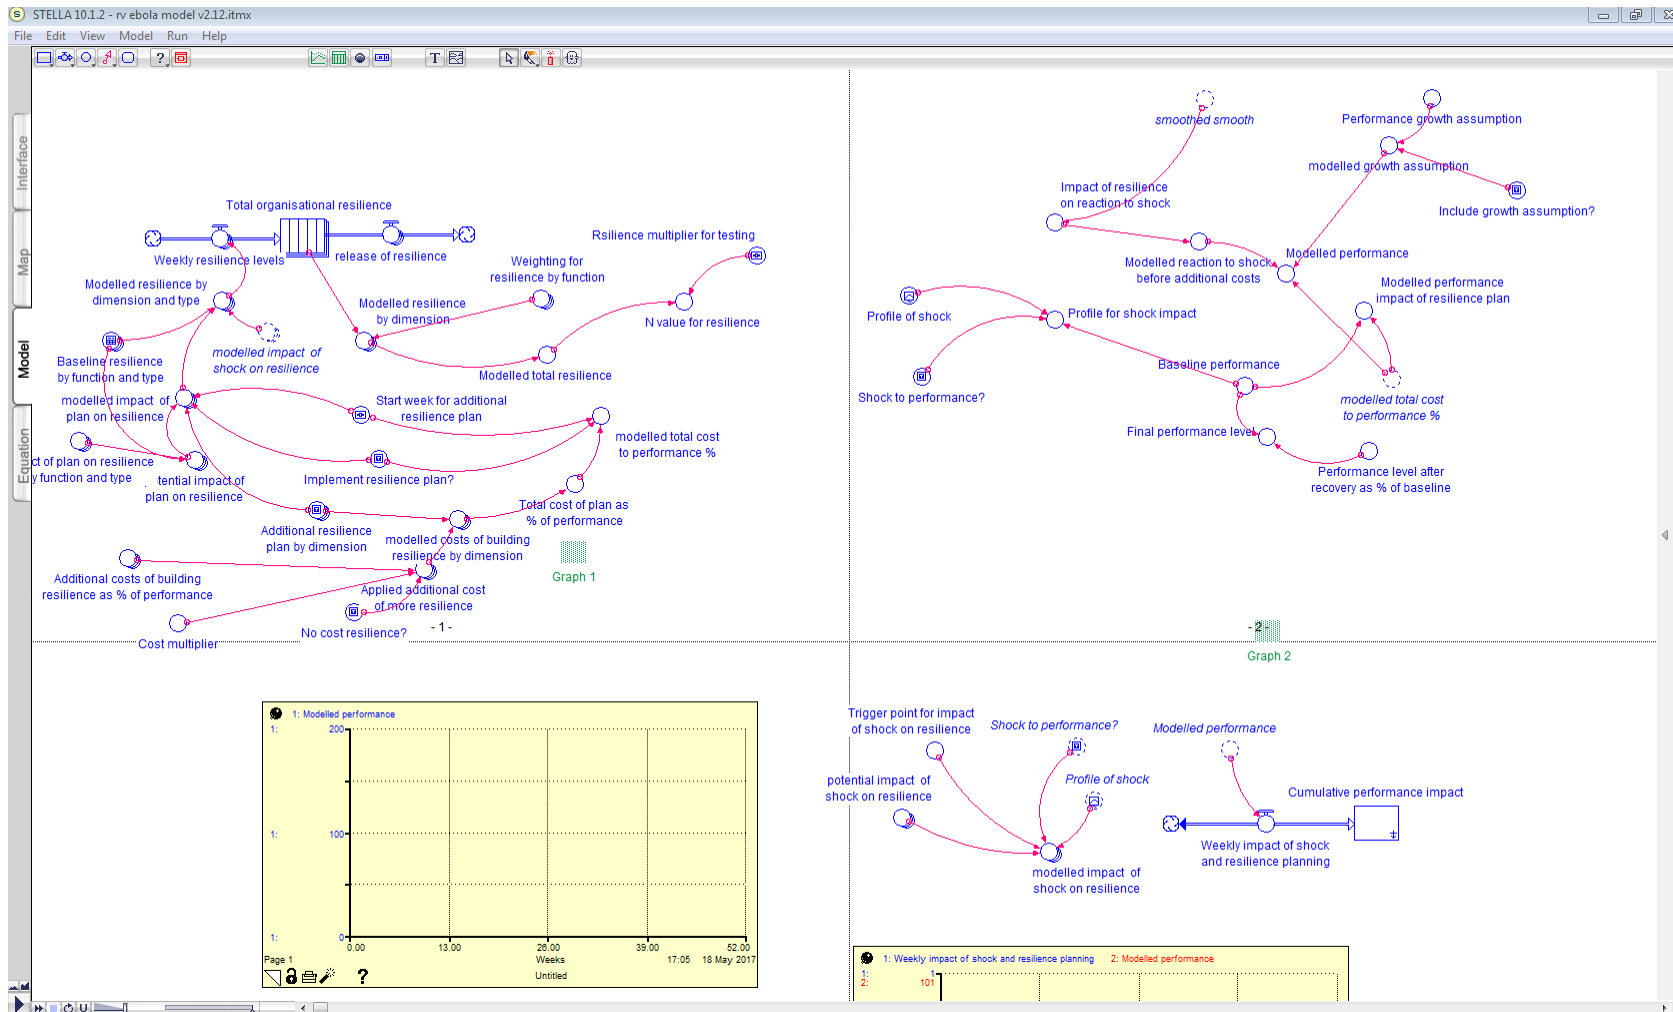 STELLA 10.1.2 - rv ebola model v2.12.itmx
File Edit View Model Run Help
Interface
Map
Model
Equation
Total organisational resilience
Weekly resilience levels
release of resilience
Modelled resilience by
dimension and type
Baseline resilience
by function and type
modelled impact of
shock on resilience
Modelled resilience
by dimension
Weighting for
resilience by function
Rsilience multiplier for testing
N value for resilience
Modelled total resilience
modelled impact of
plan on resilience
Start week for additional
resilience plan
modelled total cost
to performance %
ct of plan on resilience
y function and type
tential impact of
plan on resilience
Implement resilience plan?
Total cost of plan as
% of performance
Additional resilience
plan by dimension
modelled costs of building
resilience by dimension
Graph 1
Additional costs of building
resilience as % of performance
Applied additional cost
of more resilience
No cost resilience?
Cost multiplier
- 1 -
smoothed smooth
Performance growth assumption
modelled growth assumption
Include growth assumption?
Impact of resilience
on reaction to shock
Modelled reaction to shock
before additional costs
Modelled performance
Modelled performance
impact of resilience plan
Profile of shock
Profile for shock impact
Shock to performance?
Baseline performance
modelled total cost
to performance %
Final performance level
Performance level after
recovery as % of baseline
- 2 -
Graph 2
1: Modelled performance
1:
200
1:
100
1:
0
0.00 13.00 26.00 39.00 52.00
Page 1
Weeks
17:05 18 May 2017
Untitled
?
Trigger point for impact
of shock on resilience
Shock to performance?
Modelled performance
potential impact of
shock on resilience
Profile of shock
Cumulative performance impact
Weekly impact of shock
and resilience planning
modelled impact of
shock on resilience
1: Weekly impact of shock and resilience planning 2: Modelled performance
1: 1
2: 101